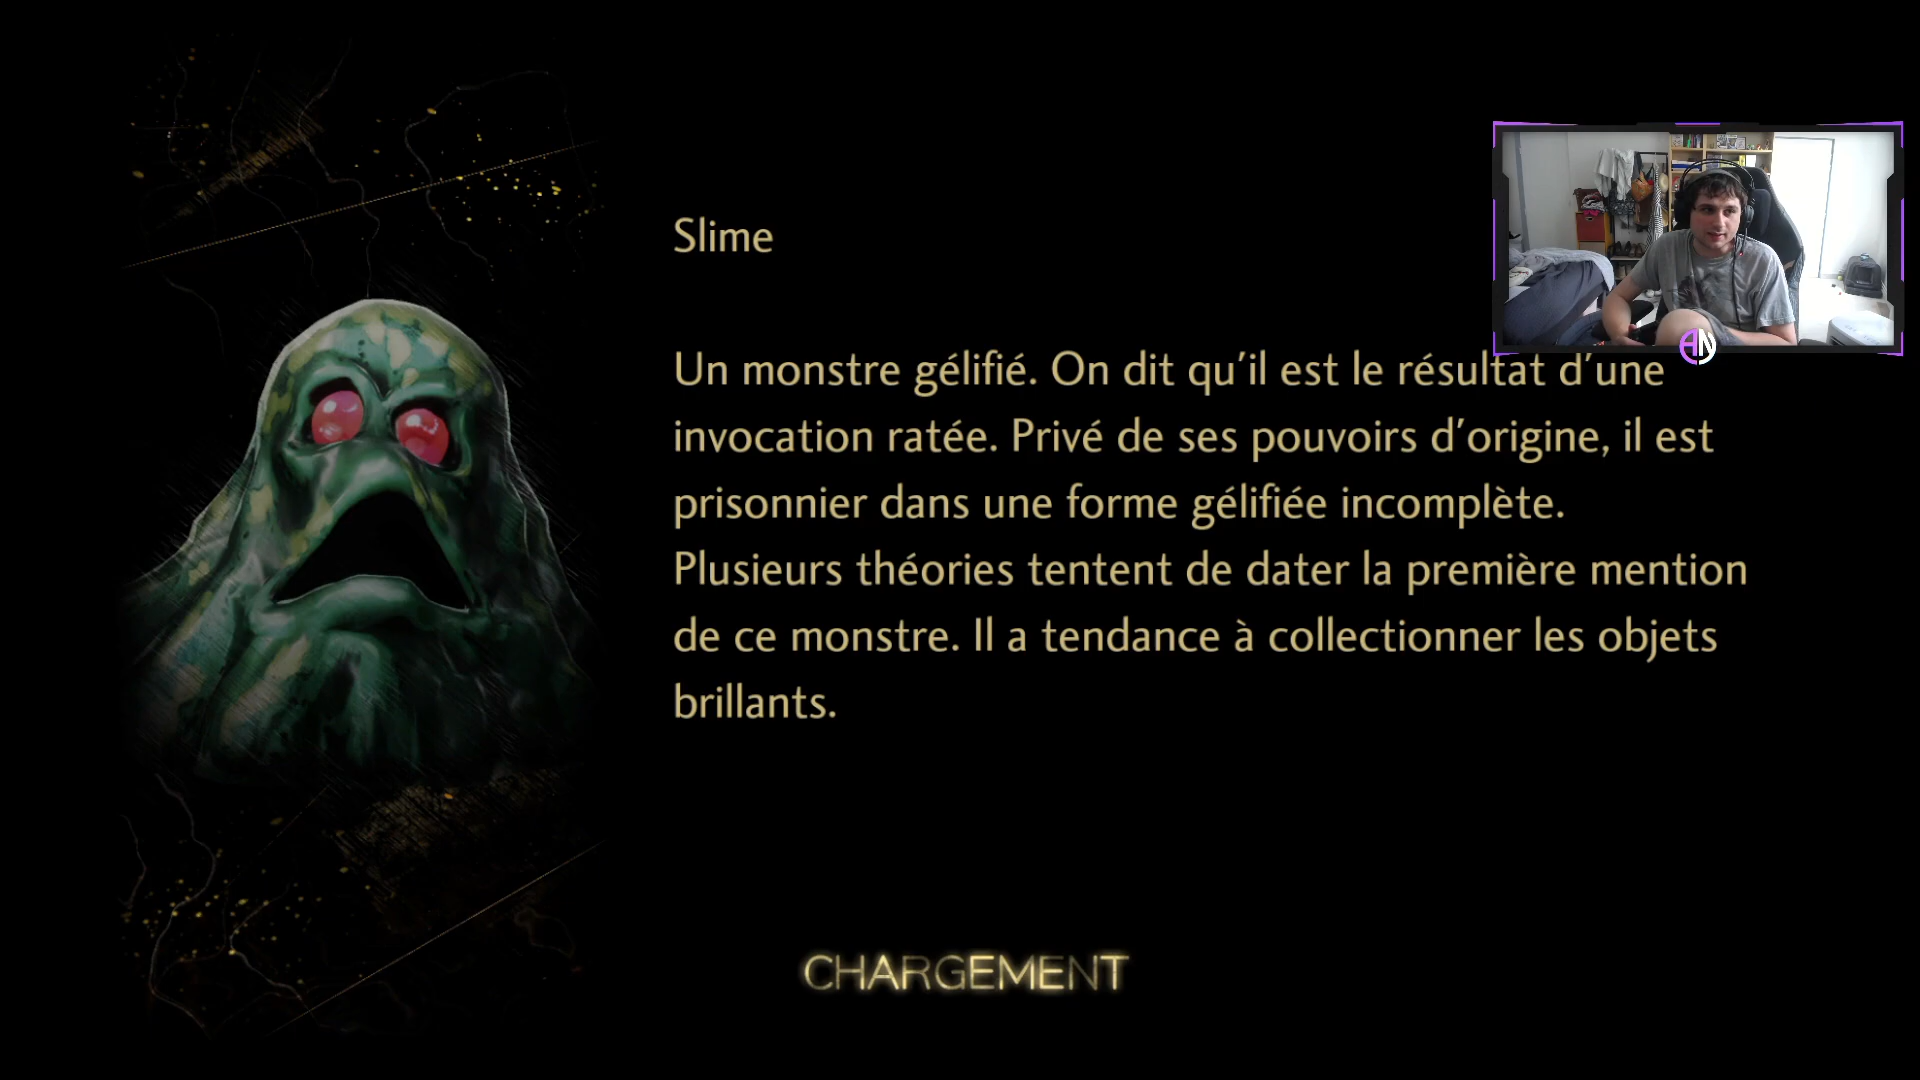 Slime
Un monstre gélifié. On dit qu'il est le résultat d'une
invocation ratée. Privé de ses pouvoirs d'origine, il est
prisonnier dans une forme gélifiée incomplète.
Plusieurs théories tentent de dater la première mention
de ce monstre. Il a tendance à collectionner les objets
brillants.
CHARGEMENT